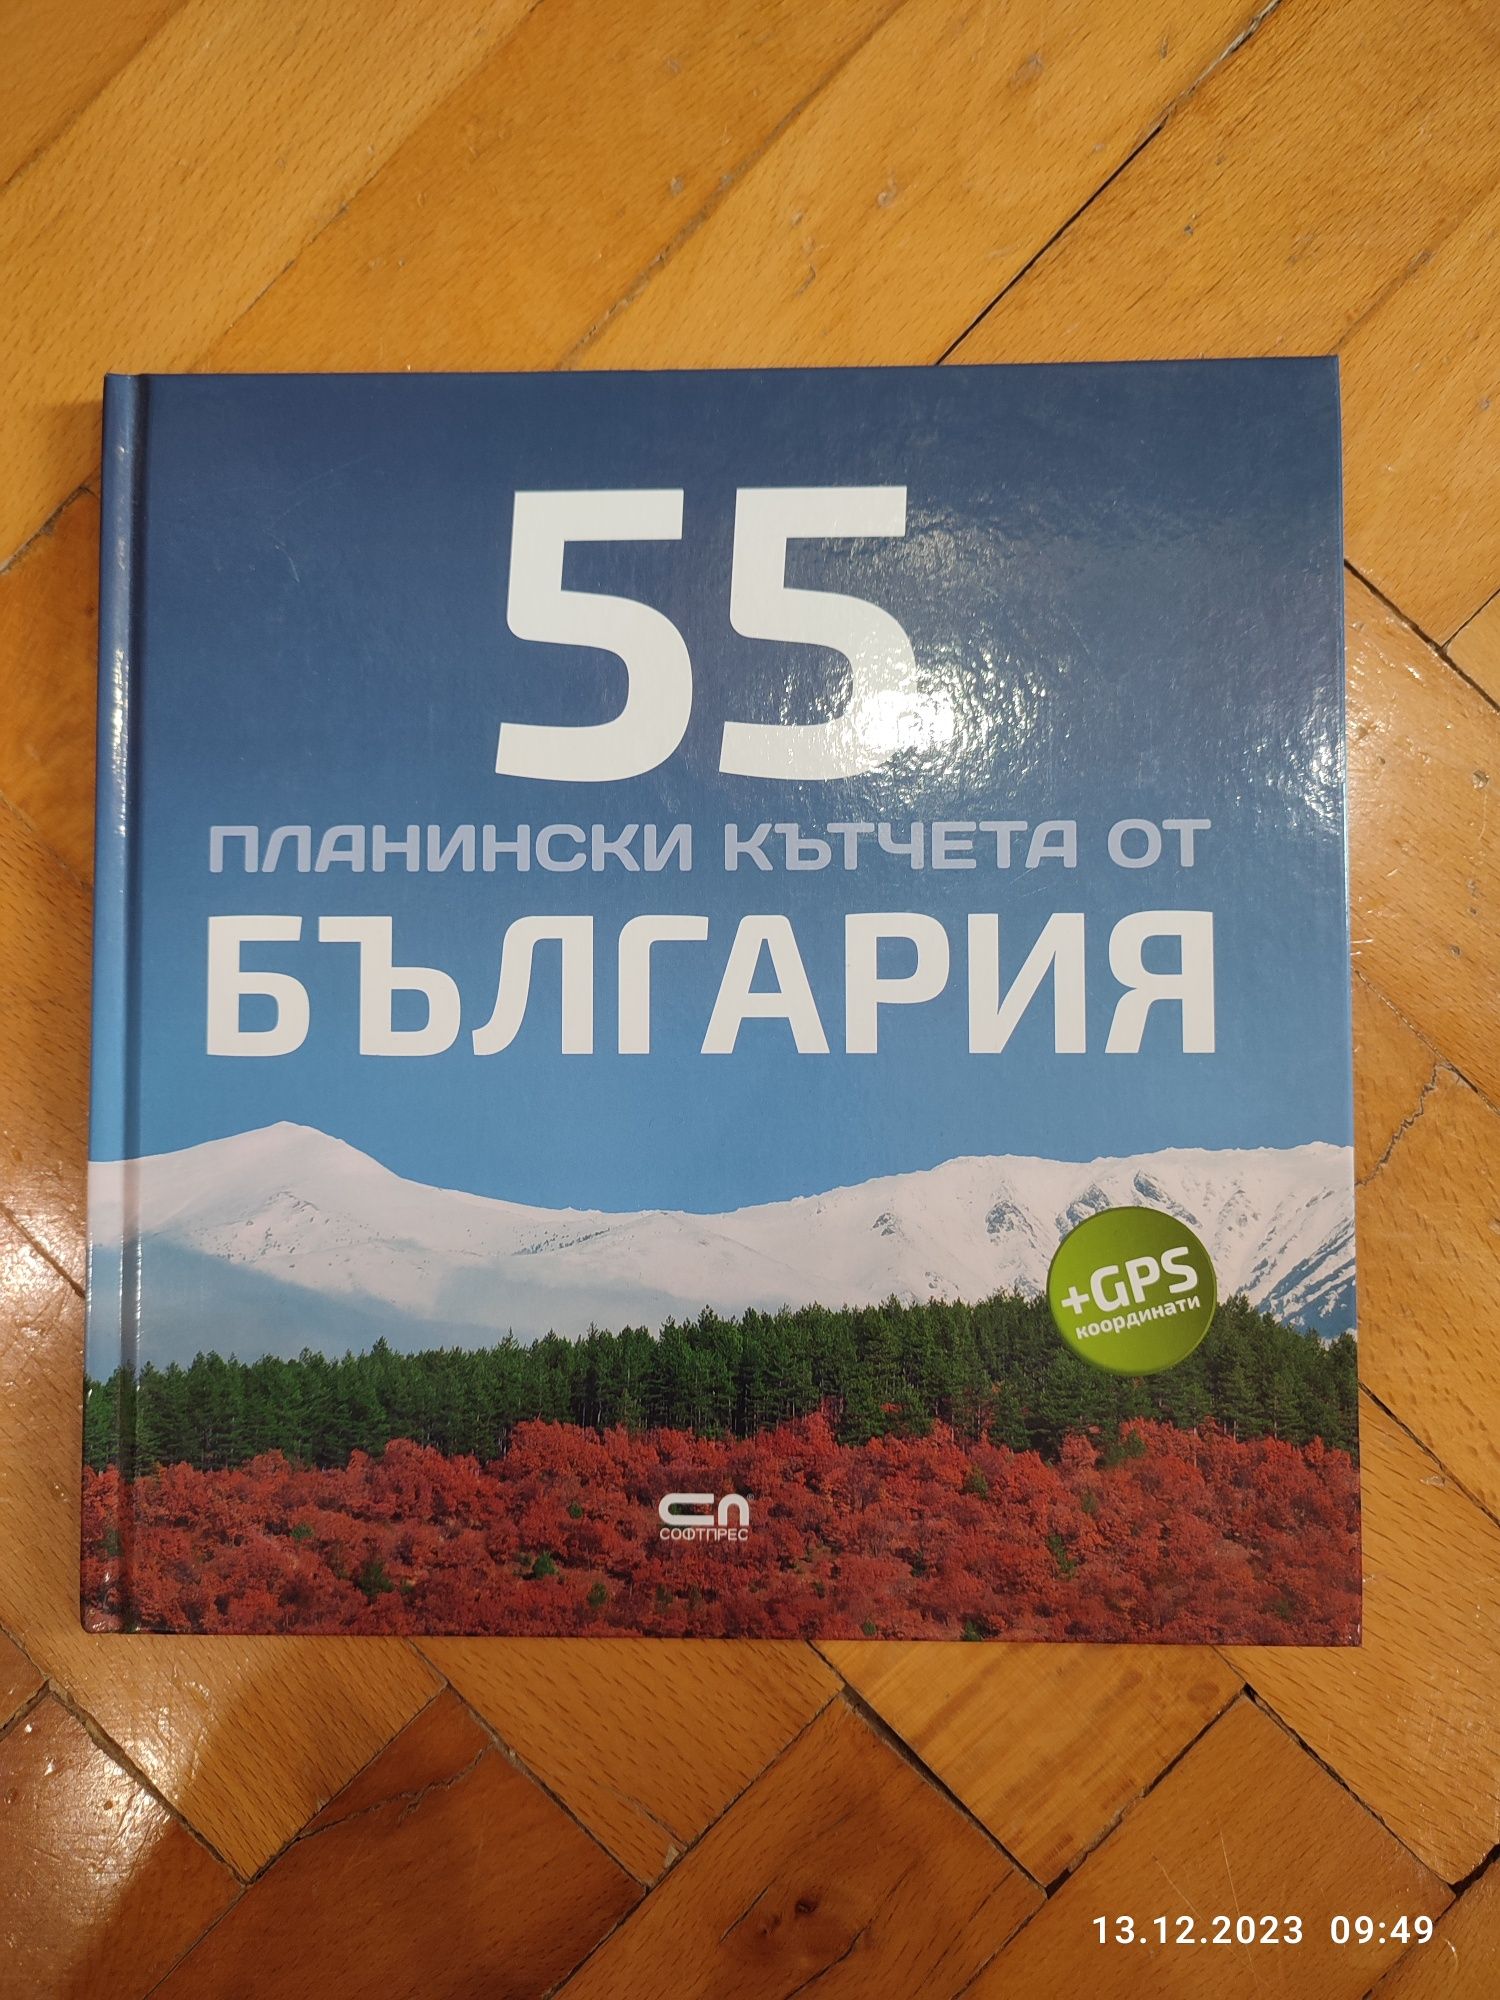 55
ПЛАНИНСКИ КЪТЧЕТА ОТ
БЪЛГАРИЯ
+GPS
координати
СП®
СОФТПРЕС
13.12.2023 09:49